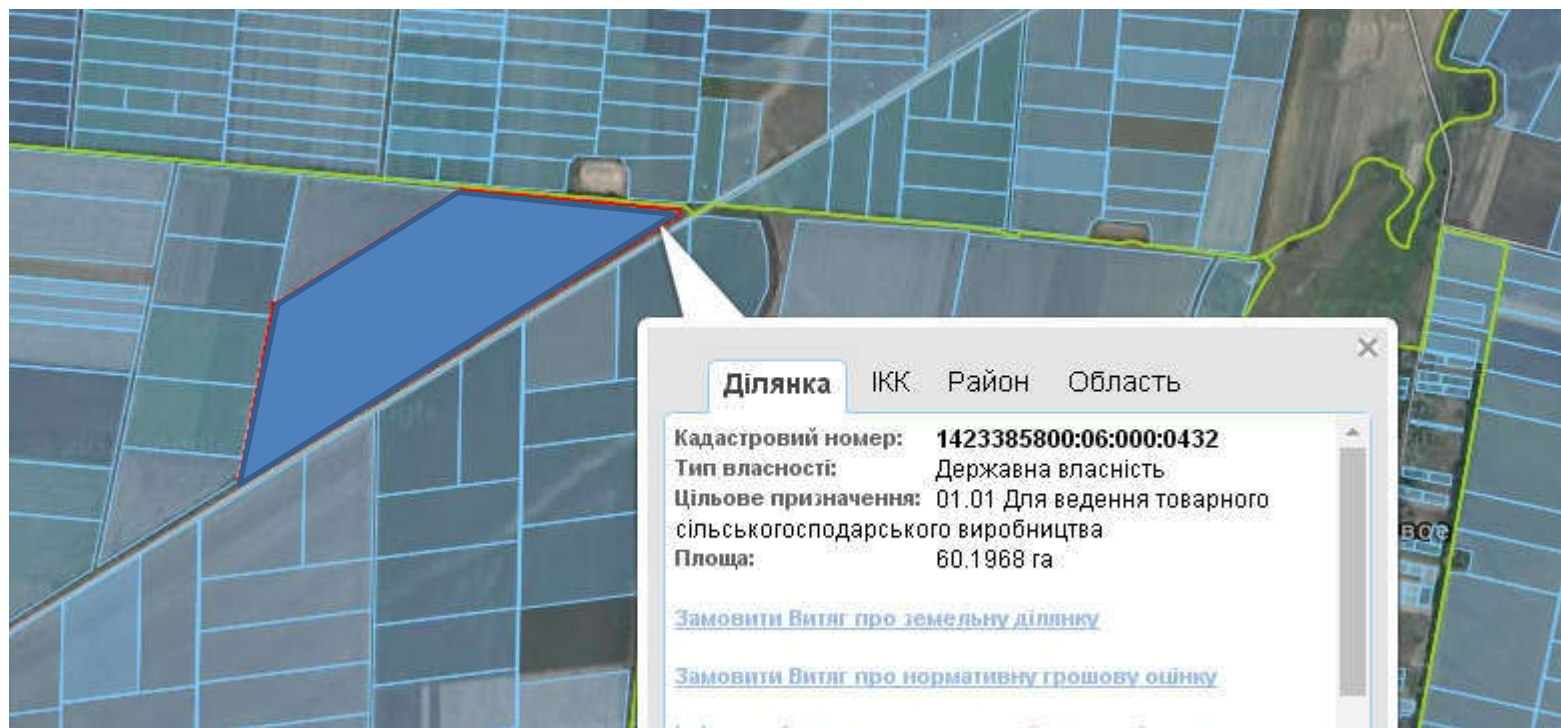 Ділянка ІКК Район Область
Кадастровий номер: 1423385800:06:000:0432
Тип власності: Державна власність
Цільове призначення: 01.01 Для ведення товарного
сільськогосподарського виробництва
Площа: 60.1968 га
Замовити Витяг про земельну ділянку
Замовити Витяг про нормативну грошову оцінку